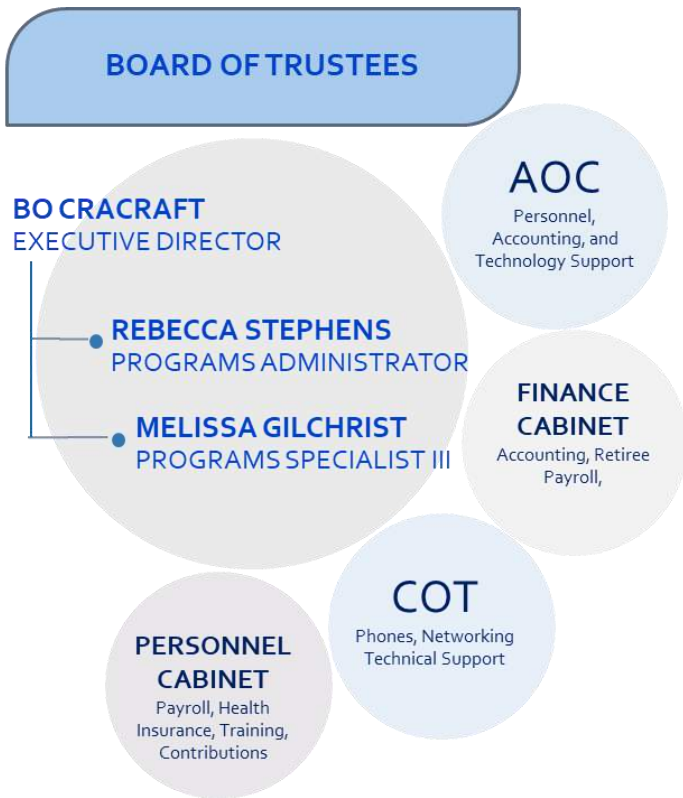 BOARD OF TRUSTEES
BO CRACRAFT
EXECUTIVE DIRECTOR
REBECCA STEPHENS
PROGRAMS ADMINISTRATOR
MELISSA GILCHRIST
PROGRAMS SPECIALIST III
AOC
Personnel,
Accounting, and
Technology Support
FINANCE
CABINET
Accounting, Retiree
Payroll,
COT
Phones, Networking
Technical Support
PERSONNEL
CABINET
Payroll, Health
Insurance, Training,
Contributions